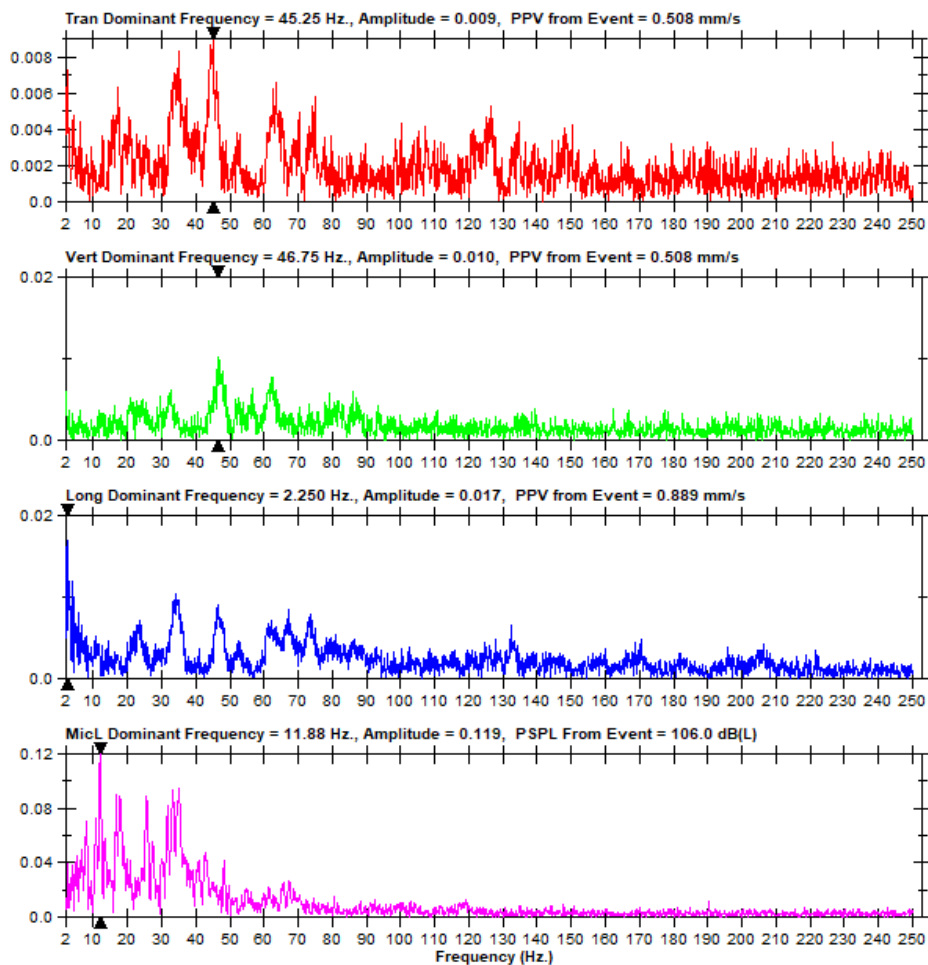 Tran Dominant Frequency = 45.25 Hz., Amplitude = 0.009, PPV from Event = 0.508 mm/s
0.008
0.006
0.004
0.002
0.0
2 10 20 30 40 50 60 70 80 90 100 110 120 130 140 150 160 170 180 190 200 210 220 230 240 250
Vert Dominant Frequency = 46.75 Hz., Amplitude = 0.010, PPV from Event = 0.508 mm/s
0.02
0.0
2 10 20 30 40 50 60 70 80 90 100 110 120 130 140 150 160 170 180 190 200 210 220 230 240 250
Long Dominant Frequency = 2.250 Hz., Amplitude = 0.017, PPV from Event = 0.889 mm/s
0.02
0.0
2 10 20 30 40 50 60 70 80 90 100 110 120 130 140 150 160 170 180 190 200 210 220 230 240 250
MicL Dominant Frequency = 11.88 Hz., Amplitude = 0.119, PSPL From Event = 106.0 dB(L)
0.12
0.08
0.04
0.0
2 10 20 30 40 50 60 70 80 90 100 110 120 130 140 150 160 170 180 190 200 210 220 230 240 250
Frequency (Hz.)